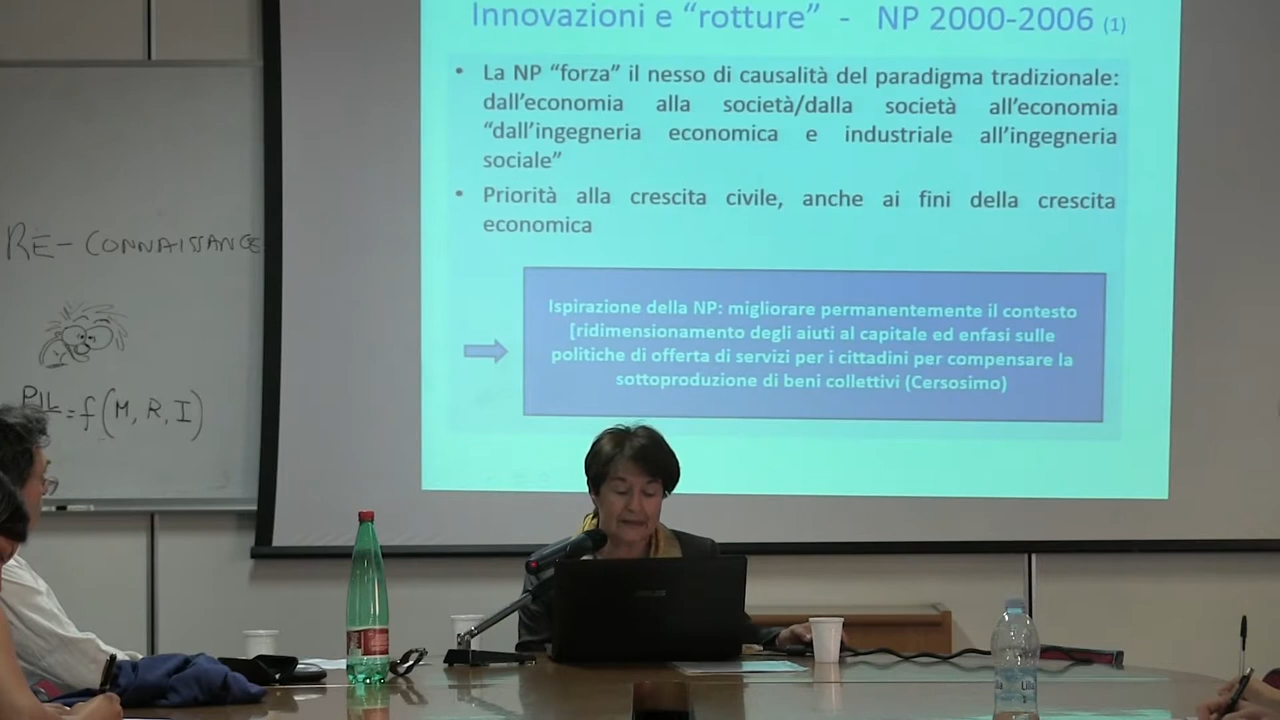 Innovazioni e “rotture” - NP 2000-2006 (1)
• La NP “forza” il nesso di causalità del paradigma tradizionale:
dall’economia alla società/dalla società all’economia
“dall’ingegneria economica e industriale all’ingegneria
sociale”
• Priorità alla crescita civile, anche ai fini della crescita
economica
Ispirazione della NP: migliorare permanentemente il contesto
[ridimensionamento degli aiuti al capitale ed enfasi sulle
politiche di offerta di servizi per i cittadini per compensare la
sottoproduzione di beni collettivi (Cersosimo)
RE-CONNAISSANCE
PIL = f(M, R, I)
ASUS